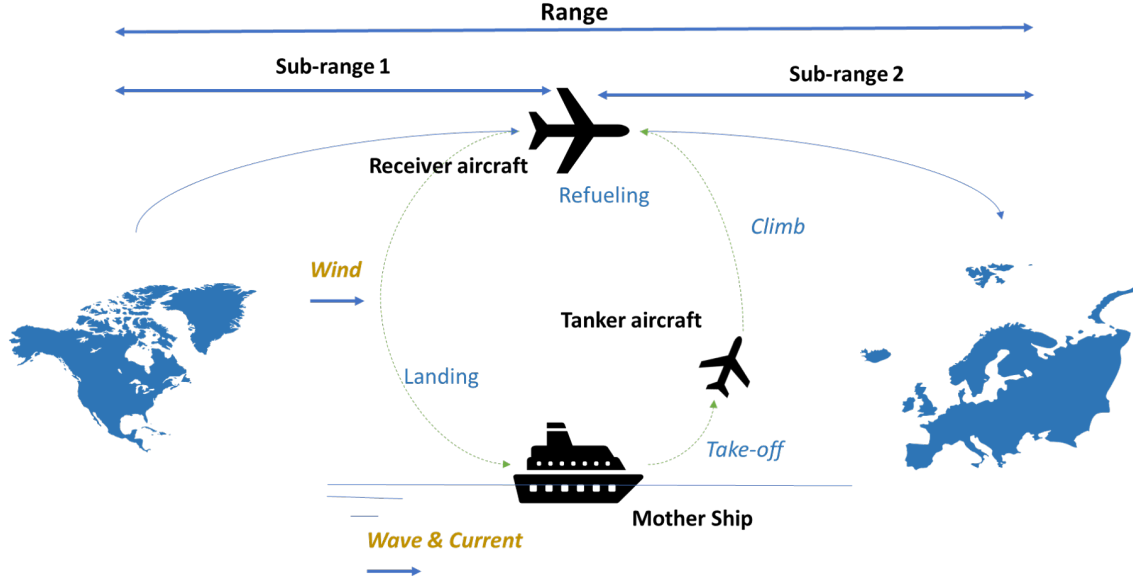 Range
Sub-range 1
Sub-range 2
Receiver aircraft
Refueling
Climb
Wind
Tanker aircraft
Landing
Take-off
Mother Ship
Wave & Current